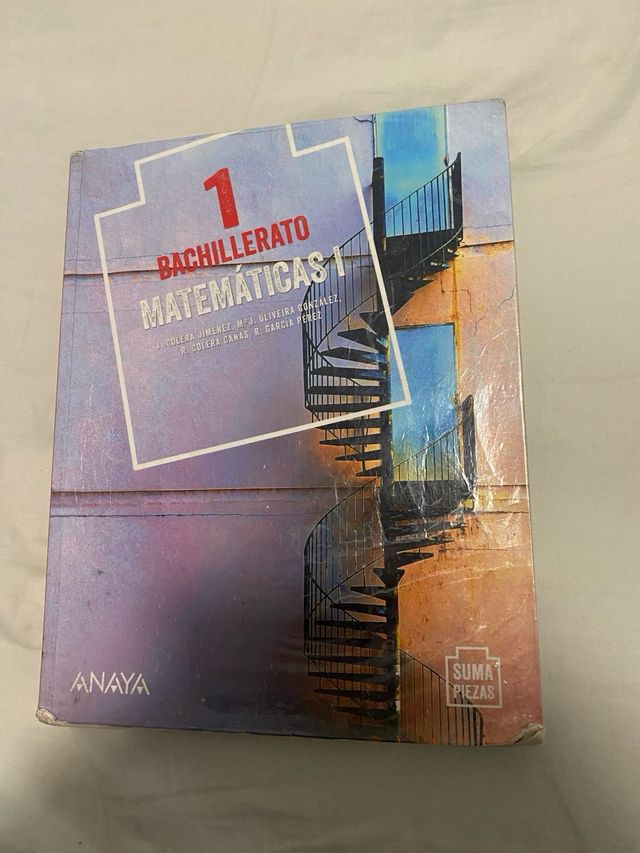 1
BACHILLERATO
MATEMÁTICAS I
J. COLERA JIMÉNEZ, Mª J. OLIVEIRA GONZÁLEZ,
R. COLERA CAÑAS, R. GARCÍA PÉREZ
ANAYA
SUMA
PIEZAS